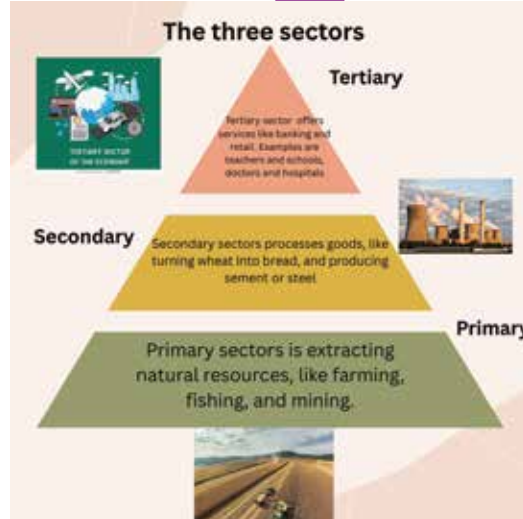 The three sectors
Tertiary
TERTIARY SECTOR
OF THE ECONOMY
Tertiary sector offers
services like banking and
retail. Examples are
teachers and schools,
doctors and hospitals
Secondary
Secondary sectors processes goods, like
turning wheat into bread, and producing
sement or steel
Primary
Primary sectors is extracting
natural resources, like farming,
fishing, and mining.